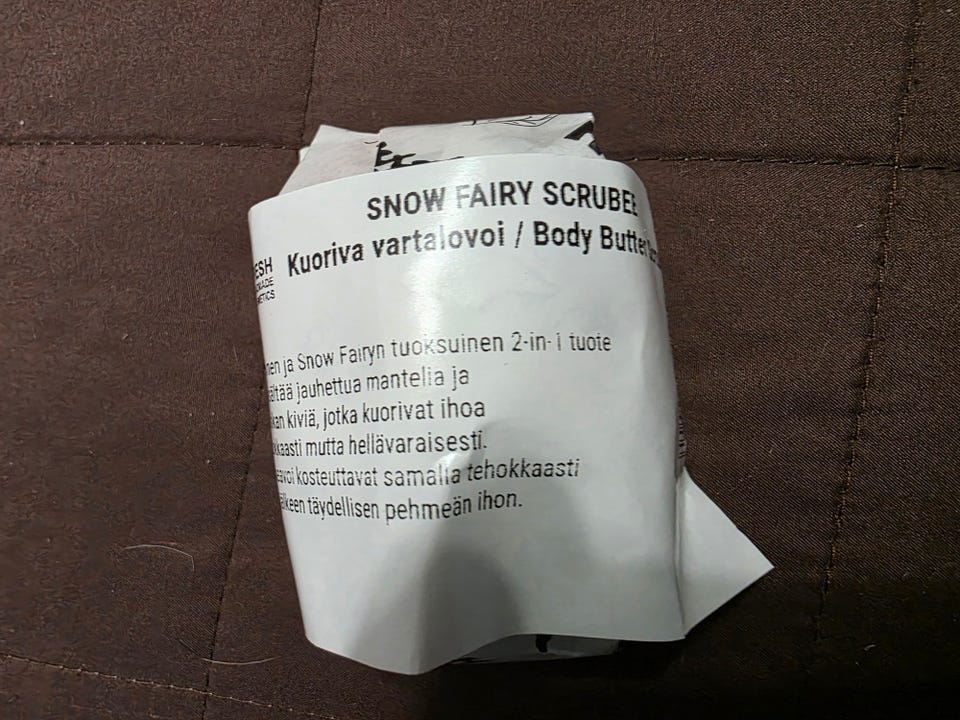 SNOW FAIRY SCRUBEE
Kuoriva vartalovoi / Body Butter
ESH
ja Snow Fairyn tuoksuinen 2-in-1 tuote
jauhettua mantelia ja
kiviä, jotka kuorivat ihoa
mutta hellävaraisesti.
kosteuttavat samalla tehokkaasti
täydellisen pehmeän ihon.